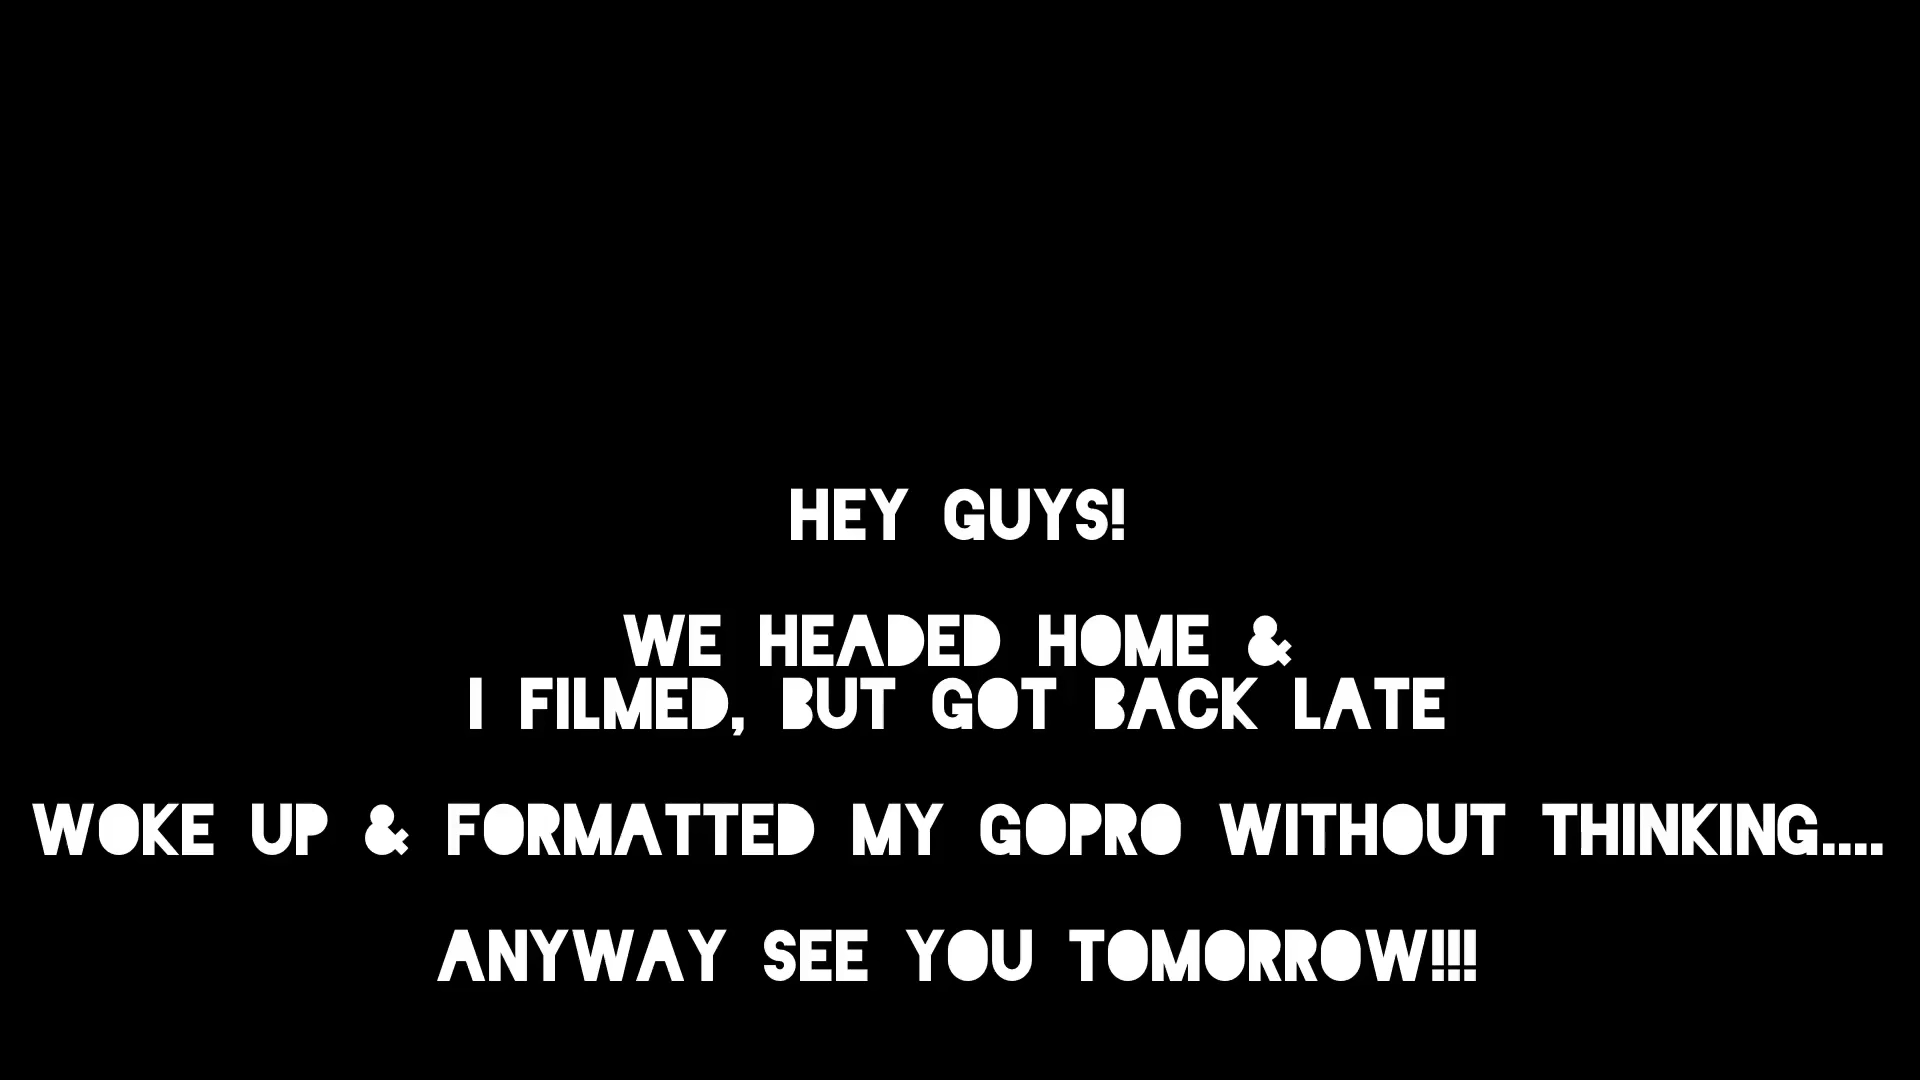 HEY GUYS!
WE HEADED HOME &
I FILMED, BUT GOT BACK LATE
WOKE UP & FORMATTED MY GOPRO WITHOUT THINKING....
ANYWAY SEE YOU TOMORROW!!!